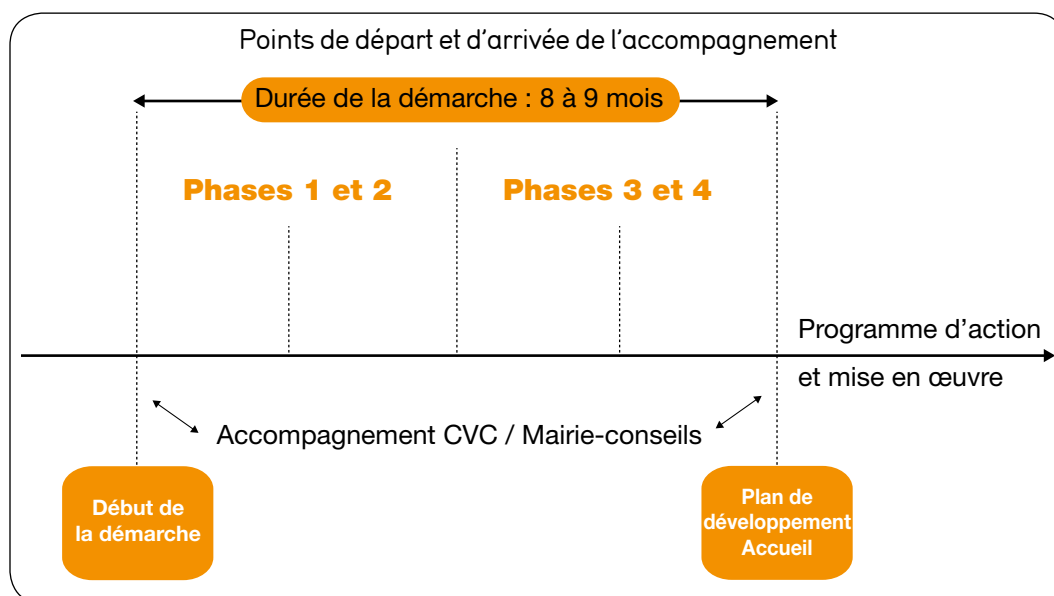 Points de départ et d'arrivée de l'accompagnement
Durée de la démarche : 8 à 9 mois
Phases 1 et 2
Phases 3 et 4
Programme d'action
et mise en œuvre
Accompagnement CVC / Mairie-conseils
Début de
la démarche
Plan de
développement
Accueil